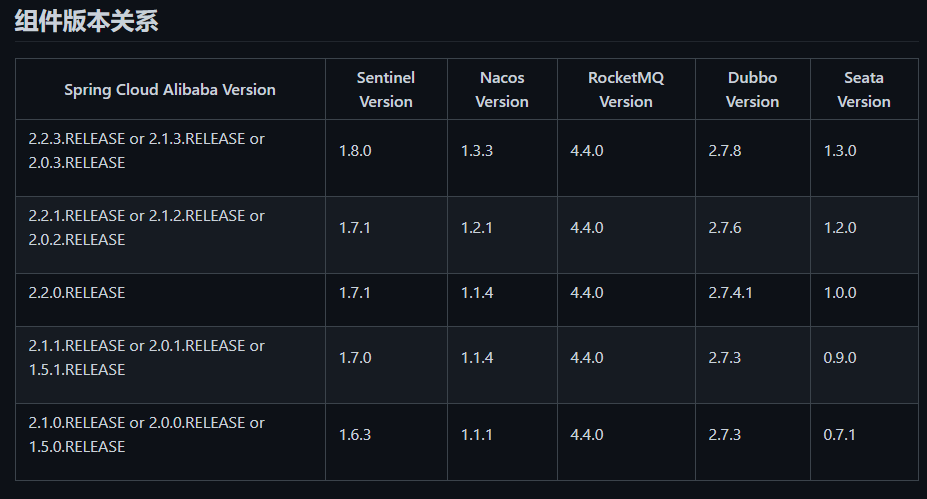 组件版本关系
Spring Cloud Alibaba Version
Sentinel
Version
Nacos
Version
RocketMQ
Version
Dubbo
Version
Seata
Version
2.2.3.RELEASE or 2.1.3.RELEASE or
2.0.3.RELEASE
1.8.0
1.3.3
4.4.0
2.7.8
1.3.0
2.2.1.RELEASE or 2.1.2.RELEASE or
2.0.2.RELEASE
1.7.1
1.2.1
4.4.0
2.7.6
1.2.0
2.2.0.RELEASE
1.7.1
1.1.4
4.4.0
2.7.4.1
1.0.0
2.1.1.RELEASE or 2.0.1.RELEASE or
1.5.1.RELEASE
1.7.0
1.1.4
4.4.0
2.7.3
0.9.0
2.1.0.RELEASE or 2.0.0.RELEASE or
1.5.0.RELEASE
1.6.3
1.1.1
4.4.0
2.7.3
0.7.1